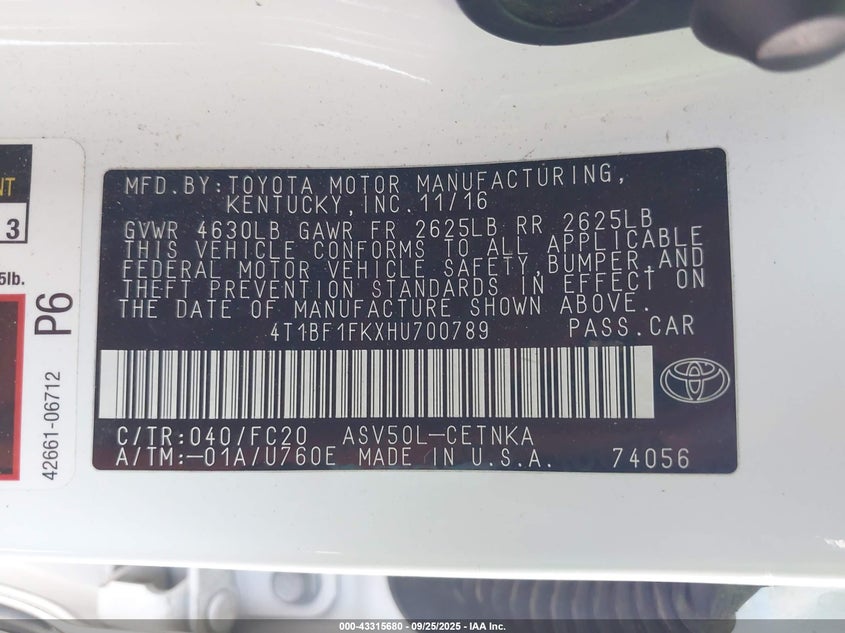 NT
3
5lb.
P6
42661-06712
MFD.BY:TOYOTA MOTOR MANUFACTURING,
KENTUCKY,INC.11/16
GVWR 4630LB GAWR FR 2625LB RR 2625LB
THIS VEHICLE CONFORMS TO ALL APPLICABLE
FEDERAL MOTOR VEHICLE SAFETY,BUMPER,AND
THEFT PREVENTION STANDARDS IN EFFECT ON
THE DATE OF MANUFACTURE SHOWN ABOVE.
4T1BF1FKXHU700789 PASS.CAR
C/TR:040/FC20 ASV50L-CETNKA
A/TM:-01A/U760E MADE IN U.S.A. 74056
000-43315680 - 09/25/2025 - IAA Inc.